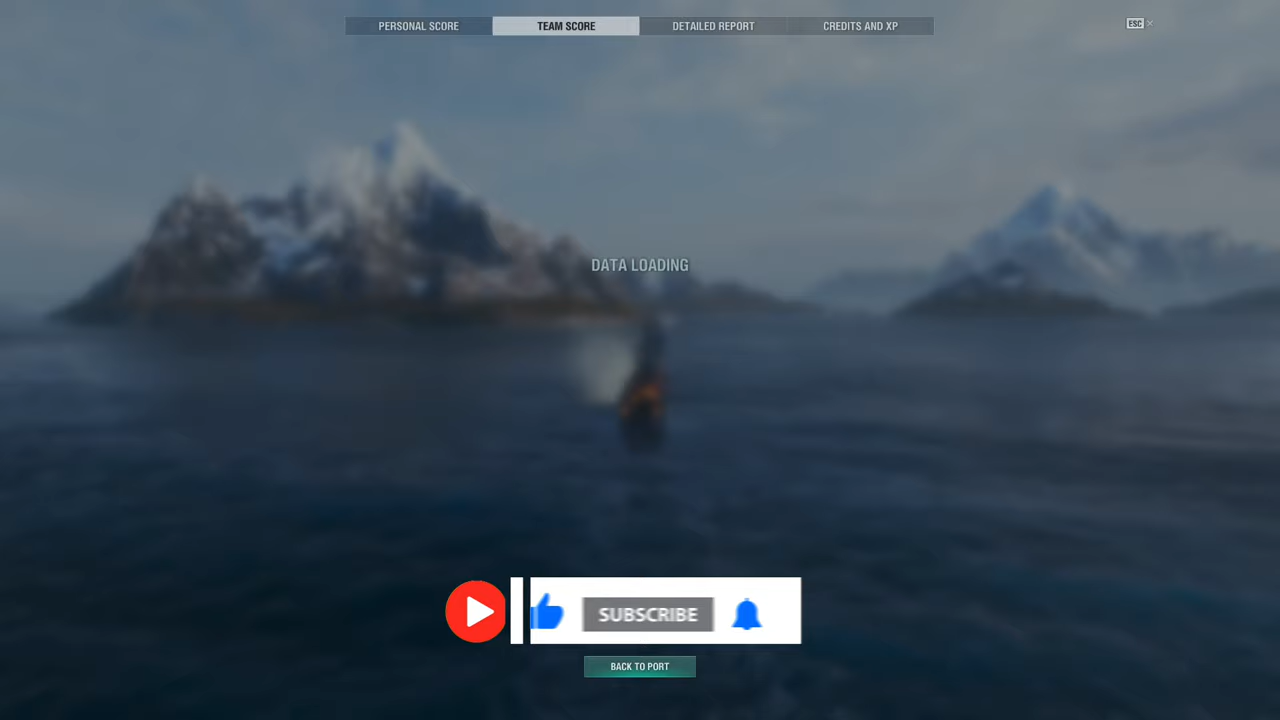 PERSONAL SCORE TEAM SCORE DETAILED REPORT CREDITS AND XP ESC ×
DATA LOADING
SUBSCRIBE
BACK TO PORT